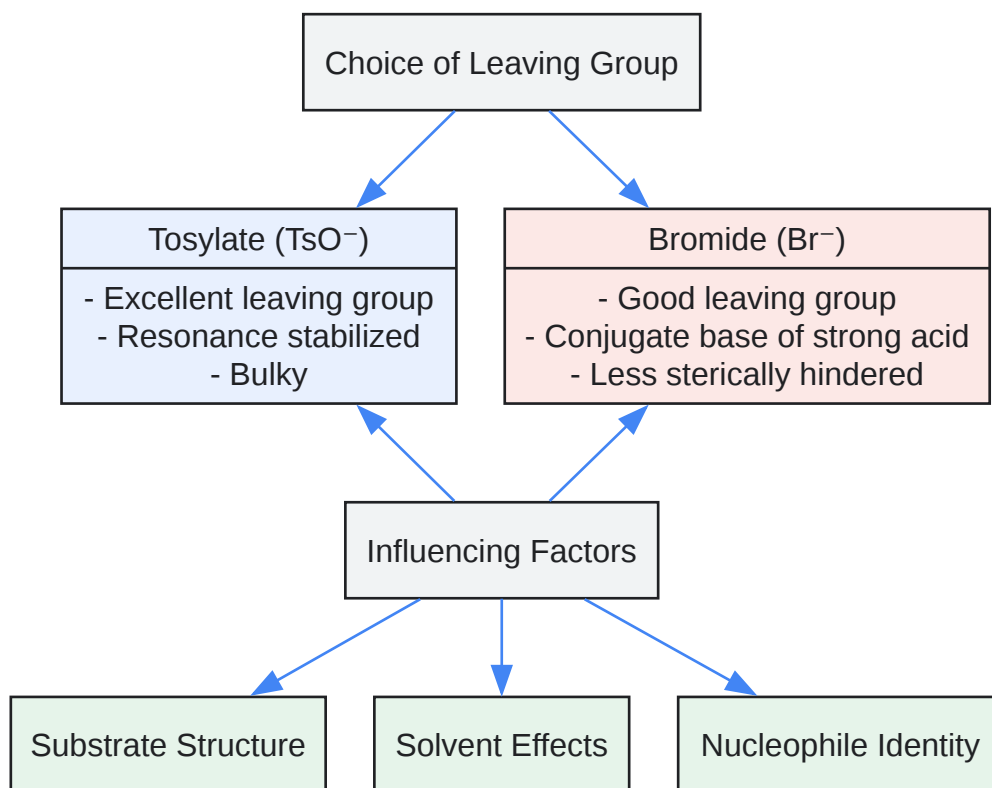 Choice of Leaving Group
Tosylate (TsO⁻)
- Excellent leaving group
- Resonance stabilized
- Bulky
Bromide (Br⁻)
- Good leaving group
- Conjugate base of strong acid
- Less sterically hindered
Influencing Factors
Substrate Structure
Solvent Effects
Nucleophile Identity